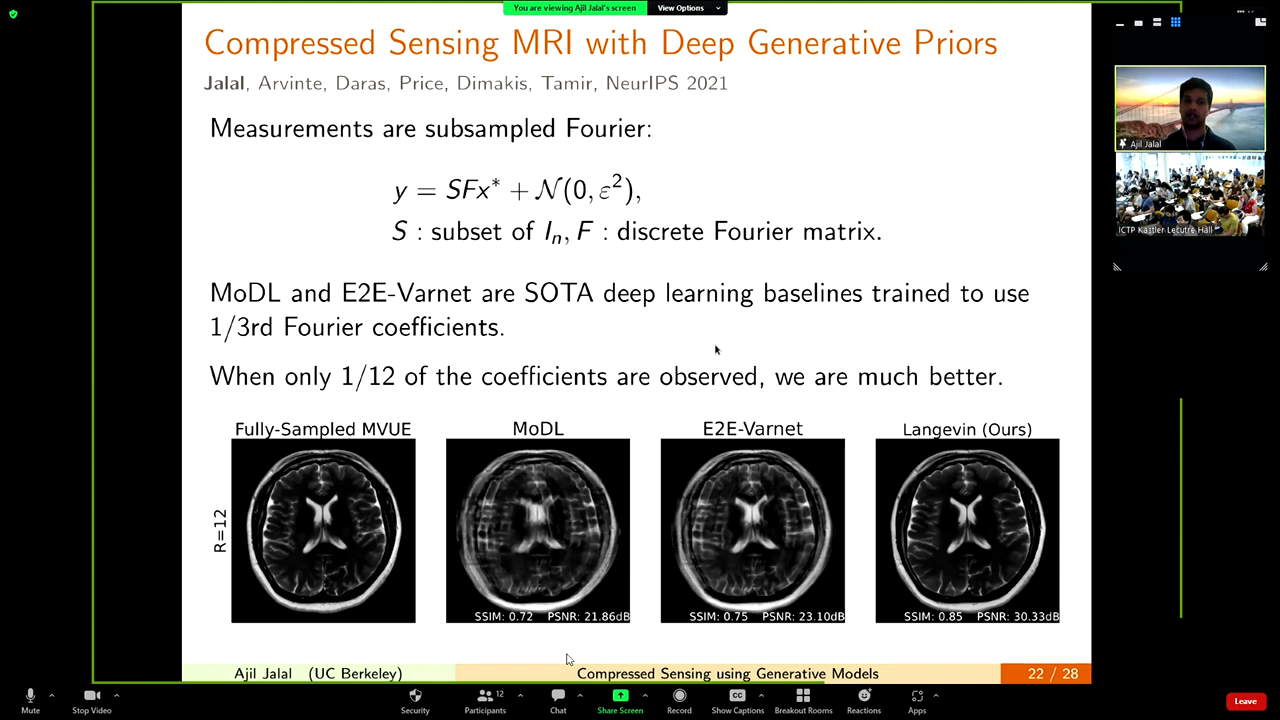 You are viewing Ajil Jalal's screen
View Options
Compressed Sensing MRI with Deep Generative Priors
Jalal, Arvinte, Daras, Price, Dimakis, Tamir, NeurIPS 2021
Measurements are subsampled Fourier:
y = SFx* + N(0, ε²),
S : subset of Iₙ, F : discrete Fourier matrix.
MoDL and E2E-Varnet are SOTA deep learning baselines trained to use
1/3rd Fourier coefficients.
When only 1/12 of the coefficients are observed, we are much better.
Fully-Sampled MVUE
MoDL
E2E-Varnet
Langevin (Ours)
R=12
SSIM: 0.72 PSNR: 21.86dB
SSIM: 0.75 PSNR: 23.10dB
SSIM: 0.85 PSNR: 30.33dB
Ajil Jalal (UC Berkeley)
Compressed Sensing using Generative Models
22 / 28
Ajil Jalal
ICTP Kastler Lecutre Hall
Mute
Stop Video
Security
Participants
12
Chat
Share Screen
Record
Show Captions
Breakout Rooms
Reactions
Apps
Leave